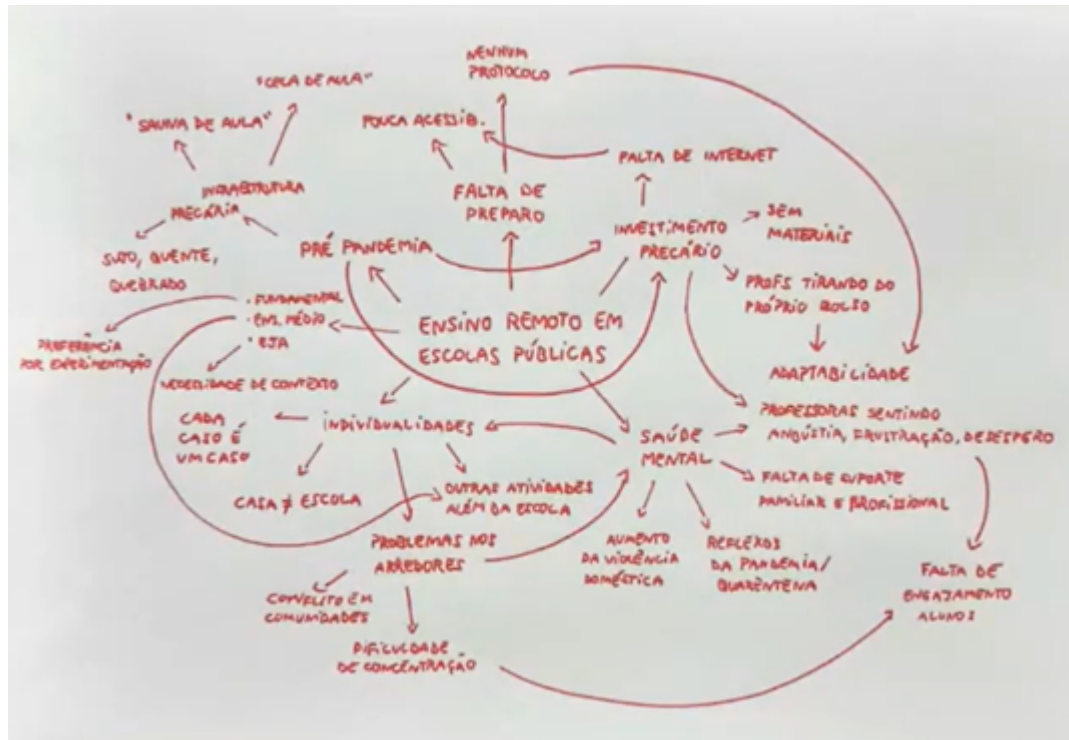 NENHUM
PROTOCOLO
"CELA DE AULA"
"SAUNA DE AULA"
POUCA ACESSIB.
FALTA DE INTERNET
INFRAESTRUTURA
PRECÁRIA
FALTA DE
PREPARO
INVESTIMENTO
PRECÁRIO
SEM
MATERIAIS
SUJO, QUENTE,
QUEBRADO
PRÉ PANDEMIA
PROFS TIRANDO DO
PRÓPRIO BOLSO
. FUNDAMENTAL
. ENS. MÉDIO
. EJA
ENSINO REMOTO EM
ESCOLAS PÚBLICAS
PREFERÊNCIA
POR EXPERIMENTAÇÃO
NECESSIDADE DE CONTEXTO
ADAPTABILIDADE
CADA
CASO É
UM CASO
INDIVIDUALIDADES
SAÚDE
MENTAL
PROFESSORAS SENTINDO
ANGÚSTIA, FRUSTRAÇÃO, DESESPERO
CASA ≠ ESCOLA
OUTRAS ATIVIDADES
ALÉM DA ESCOLA
FALTA DE SUPORTE
FAMILIAR E PROFISSIONAL
PROBLEMAS NOS
ARREDORES
AUMENTO
DA VIOLÊNCIA
DOMÉSTICA
REFLEXOS
DA PANDEMIA/
QUARENTENA
FALTA DE
ENGAJAMENTO
ALUNOS
CONFLITO EM
COMUNIDADES
DIFICULDADE
DE CONCENTRAÇÃO